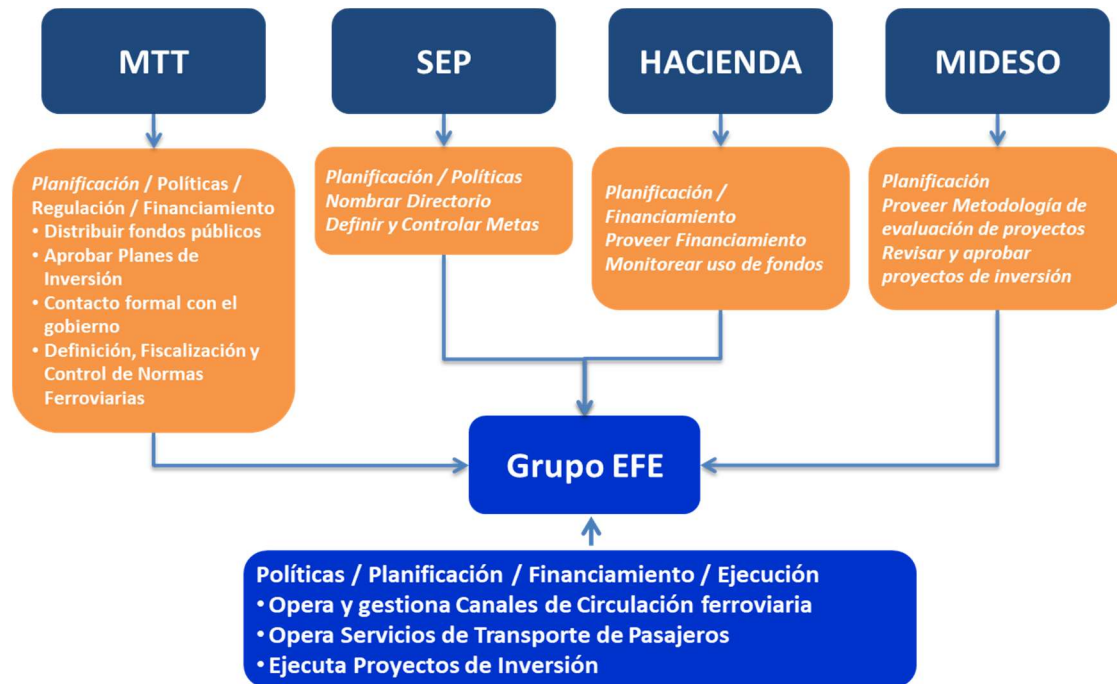 MTT
SEP
HACIENDA
MIDESO
Planificación / Políticas /
Regulación / Financiamiento
• Distribuir fondos públicos
• Aprobar Planes de
Inversión
• Contacto formal con el
gobierno
• Definición, Fiscalización y
Control de Normas
Ferroviarias
Planificación / Políticas
Nombrar Directorio
Definir y Controlar Metas
Planificación /
Financiamiento
Proveer Financiamiento
Monitorear uso de fondos
Planificación
Proveer Metodología de
evaluación de proyectos
Revisar y aprobar
proyectos de inversión
Grupo EFE
Políticas / Planificación / Financiamiento / Ejecución
•Opera y gestiona Canales de Circulación ferroviaria
•Opera Servicios de Transporte de Pasajeros
•Ejecuta Proyectos de Inversión